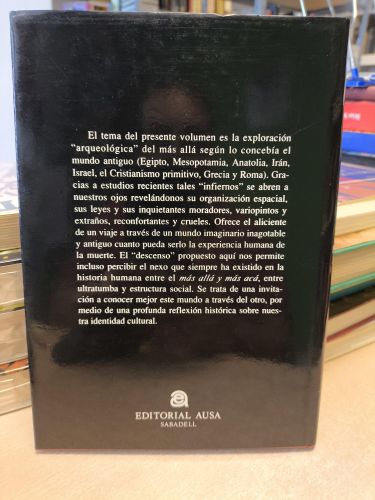 El tema del presente volumen es la exploración
"arqueológica" del más allá según lo concebía el
mundo antiguo (Egipto, Mesopotamia, Anatolia, Irán,
Israel, el Cristianismo primitivo, Grecia y Roma). Gra-
cias a estudios recientes tales "infiernos" se abren a
nuestros ojos revelándonos su organización espacial,
sus leyes y sus inquietantes moradores, variopintos y
extraños, reconfortantes y crueles. Ofrece el aliciente
de un viaje a través de un mundo imaginario inagotable
y antiguo cuanto pueda serlo la experiencia humana de
la muerte. El "descenso" propuesto aquí nos permite
incluso percibir el nexo que siempre ha existido en la
historia humana entre el más allá y más acá, entre
ultratumba y estructura social. Se trata de una invita-
ción a conocer mejor este mundo a través del otro, por
medio de una profunda reflexión histórica sobre nues-
tra identidad cultural.
EDITORIAL AUSA
SABADELL